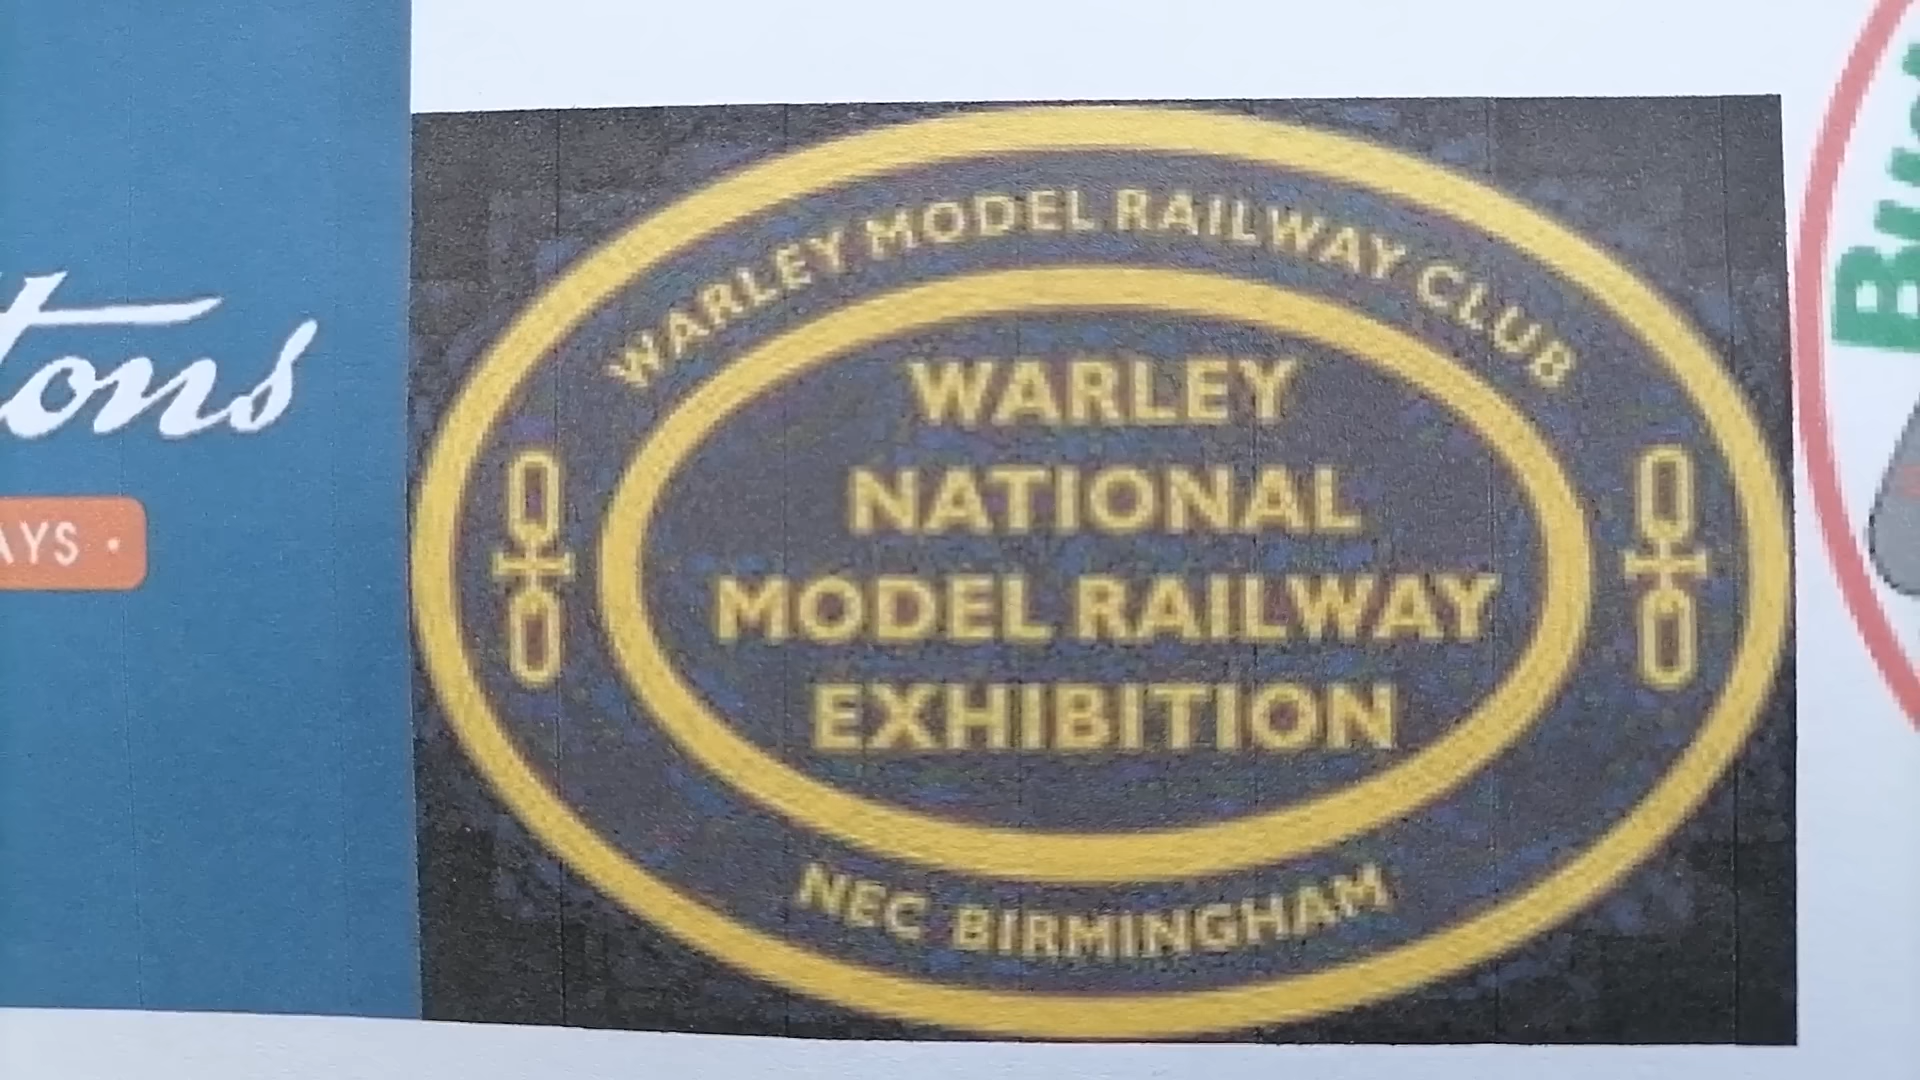 tons
AYS •
WARLEY MODEL RAILWAY CLUB
WARLEY
NATIONAL
MODEL RAILWAY
EXHIBITION
NEC BIRMINGHAM